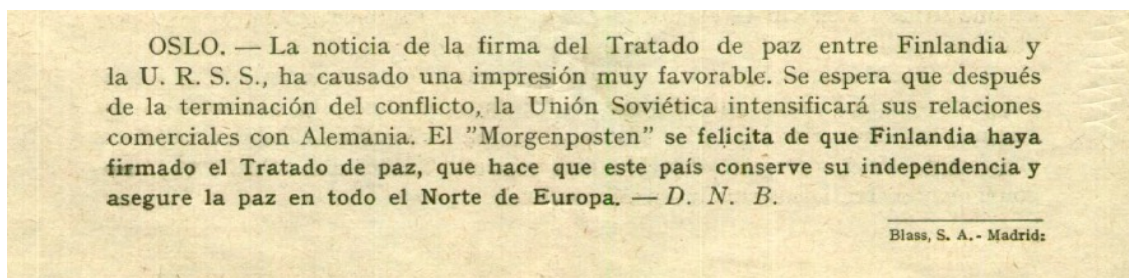 OSLO. — La noticia de la firma del Tratado de paz entre Finlandia y
la U. R. S. S., ha causado una impresión muy favorable. Se espera que después
de la terminación del conflicto, la Unión Soviética intensificará sus relaciones
comerciales con Alemania. El "Morgenposten" se felicita de que Finlandia haya
firmado el Tratado de paz, que hace que este país conserve su independencia y
asegure la paz en todo el Norte de Europa. — D. N. B.
Blass, S. A.- Madrid: